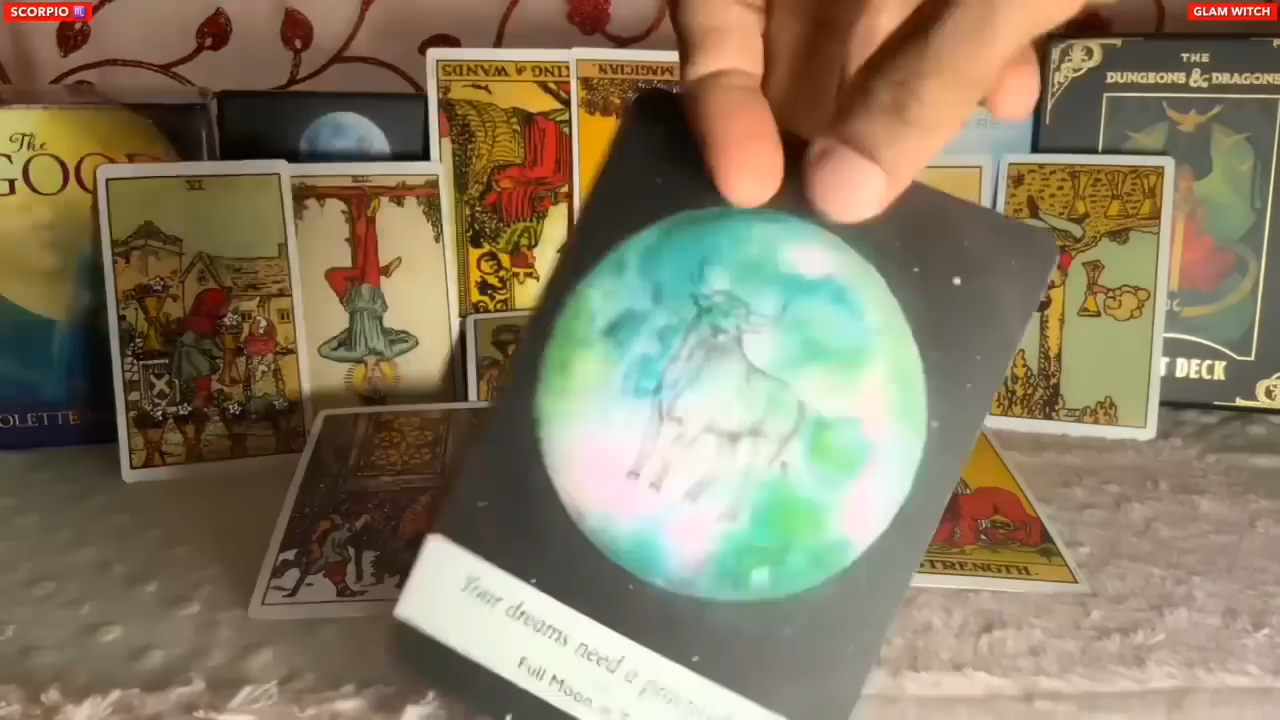 SCORPIO ♏
GLAM WITCH
The
GOOD
OLETTE
VI
KING of WANDS
MAGICIAN.
THE
DUNGEONS & DRAGONS
DECK
STRENGTH.
Your dreams need a
Full Moon